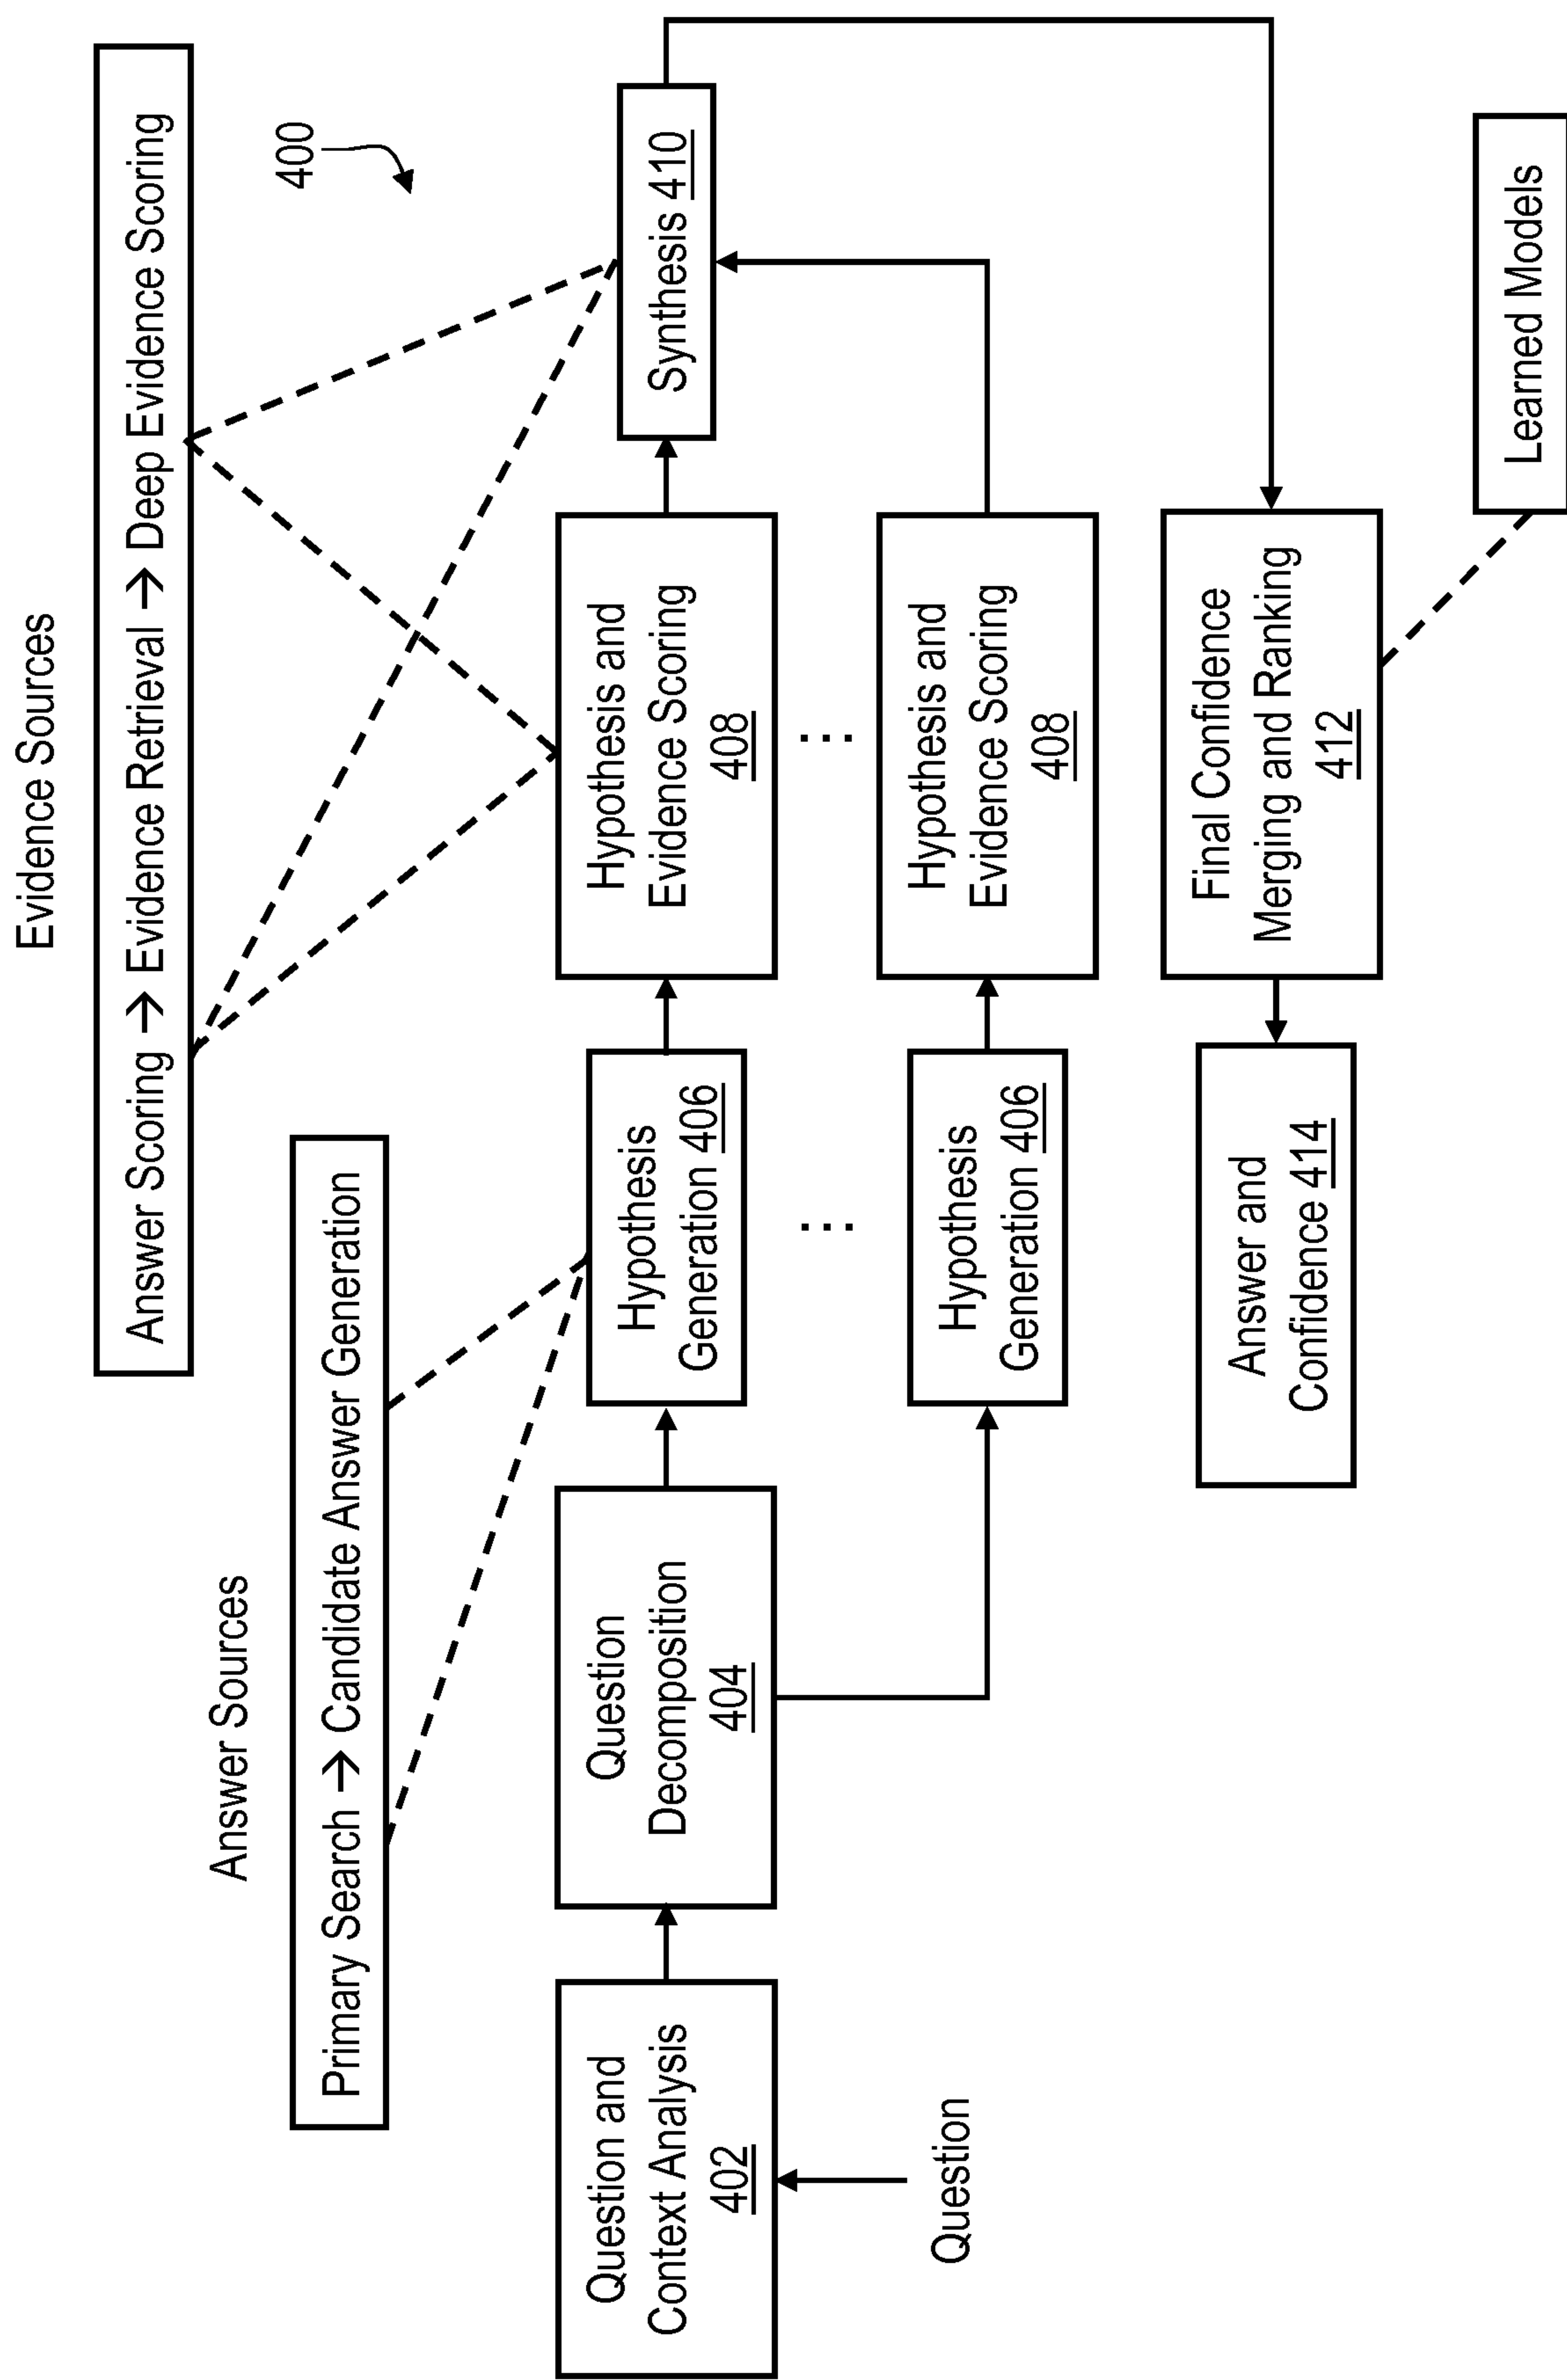 Evidence Sources
Answer Scoring → Evidence Retrieval → Deep Evidence Scoring
400
Answer Sources
Primary Search → Candidate Answer Generation
Question and
Context Analysis
402
Question
Decomposition
404
Hypothesis
Generation 406
Hypothesis and
Evidence Scoring
408
Synthesis 410
...
...
Question
Hypothesis
Generation 406
Hypothesis and
Evidence Scoring
408
Answer and
Confidence 414
Final Confidence
Merging and Ranking
412
Learned Models